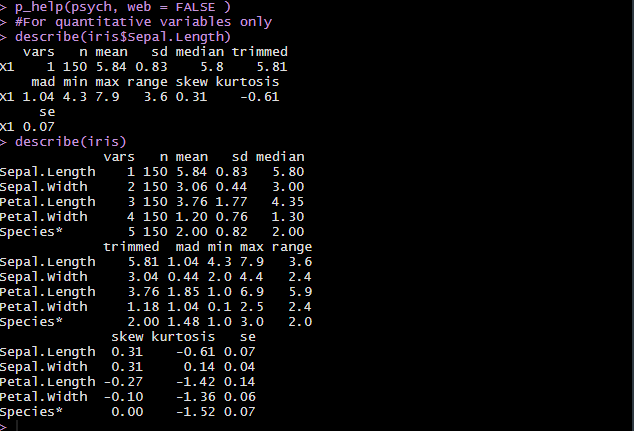 > p_help(psych, web = FALSE )
> #For quantitative variables only
> describe(iris$Sepal.Length)
   vars   n mean   sd median trimmed
X1    1 150 5.84 0.83    5.8    5.81
    mad min max range skew kurtosis
X1 1.04 4.3 7.9   3.6 0.31    -0.61
     se
X1 0.07
> describe(iris)
             vars   n mean   sd median
Sepal.Length    1 150 5.84 0.83   5.80
Sepal.Width     2 150 3.06 0.44   3.00
Petal.Length    3 150 3.76 1.77   4.35
Petal.Width     4 150 1.20 0.76   1.30
Species*        5 150 2.00 0.82   2.00
             trimmed  mad min max range
Sepal.Length    5.81 1.04 4.3 7.9   3.6
Sepal.Width     3.04 0.44 2.0 4.4   2.4
Petal.Length    3.76 1.85 1.0 6.9   5.9
Petal.Width     1.18 1.04 0.1 2.5   2.4
Species*        2.00 1.48 1.0 3.0   2.0
              skew kurtosis   se
Sepal.Length  0.31    -0.61 0.07
Sepal.Width   0.31     0.14 0.04
Petal.Length -0.27    -1.42 0.14
Petal.Width  -0.10    -1.36 0.06
Species*      0.00    -1.52 0.07
>